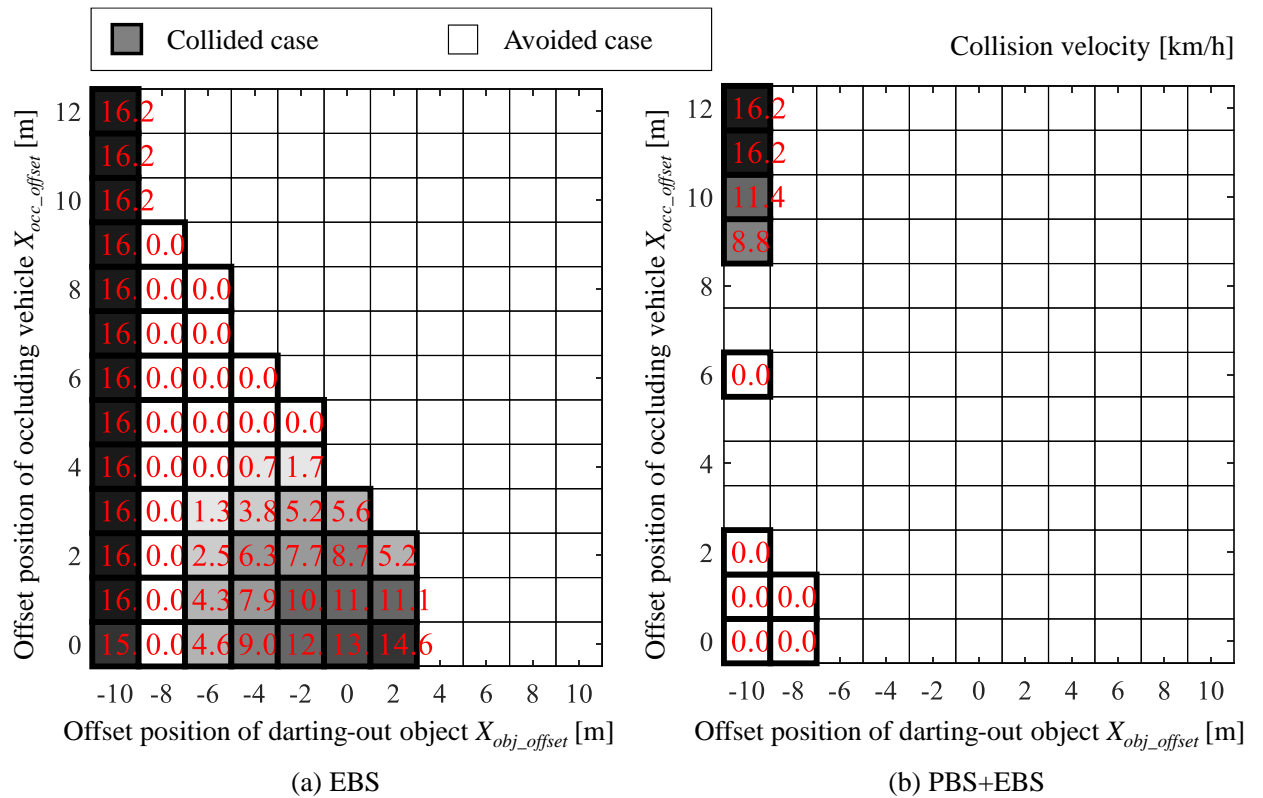 Collided case Avoided case
Collision velocity [km/h]
Offset position of occluding vehicle X_occ_offset [m]
12 16.2
16.2
10 16.2
16. 0.0
8 16. 0.0 0.0
16. 0.0 0.0
6 16. 0.0 0.0 0.0
16. 0.0 0.0 0.0 0.0
4 16. 0.0 0.0 0.7 1.7
16. 0.0 1.3 3.8 5.2 5.6
2 16. 0.0 2.5 6.3 7.7 8.7 5.2
16. 0.0 4.3 7.9 10. 11. 11.1
0 15. 0.0 4.6 9.0 12. 13. 14.6
-10 -8 -6 -4 -2 0 2 4 6 8 10
Offset position of darting-out object X_obj_offset [m]
(a) EBS
Offset position of occluding vehicle X_occ_offset [m]
12 16.2
16.2
10 11.4
8.8
8
6 0.0
4
2 0.0
0.0 0.0
0 0.0 0.0
-10 -8 -6 -4 -2 0 2 4 6 8 10
Offset position of darting-out object X_obj_offset [m]
(b) PBS+EBS